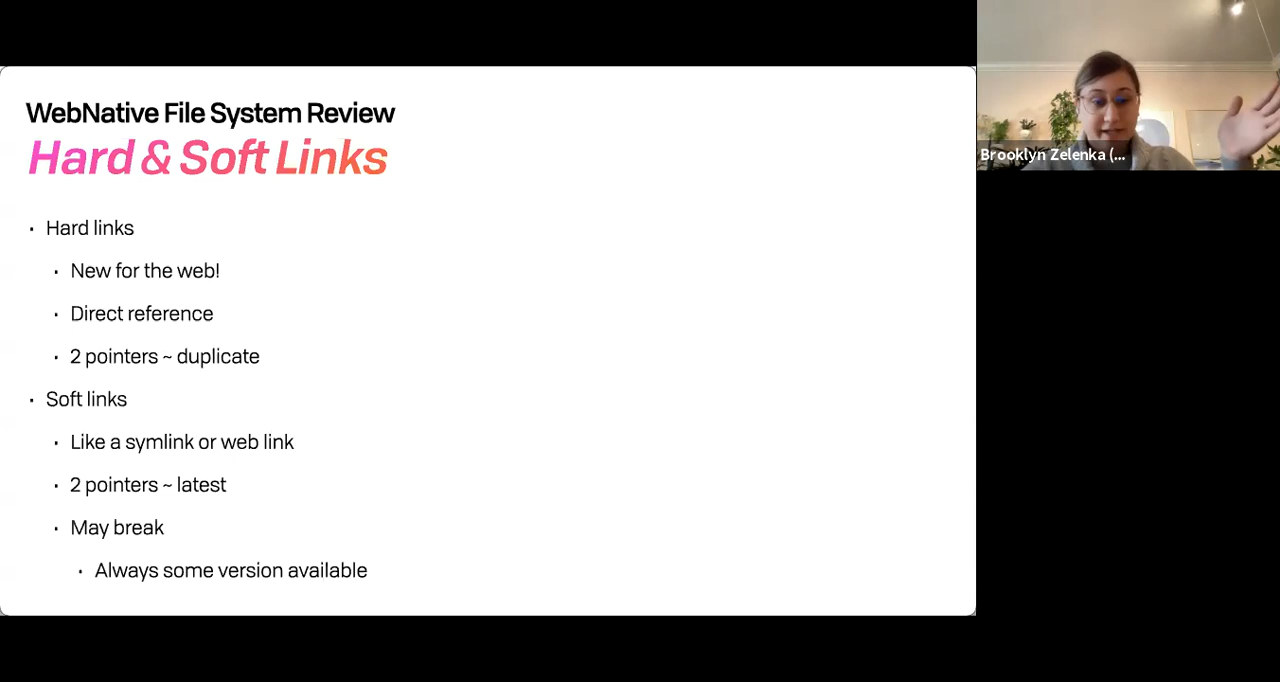 WebNative File System Review
Hard & Soft Links
· Hard links
· New for the web!
· Direct reference
· 2 pointers ~ duplicate
· Soft links
· Like a symlink or web link
· 2 pointers ~ latest
· May break
· Always some version available
Brooklyn Zelenka (...